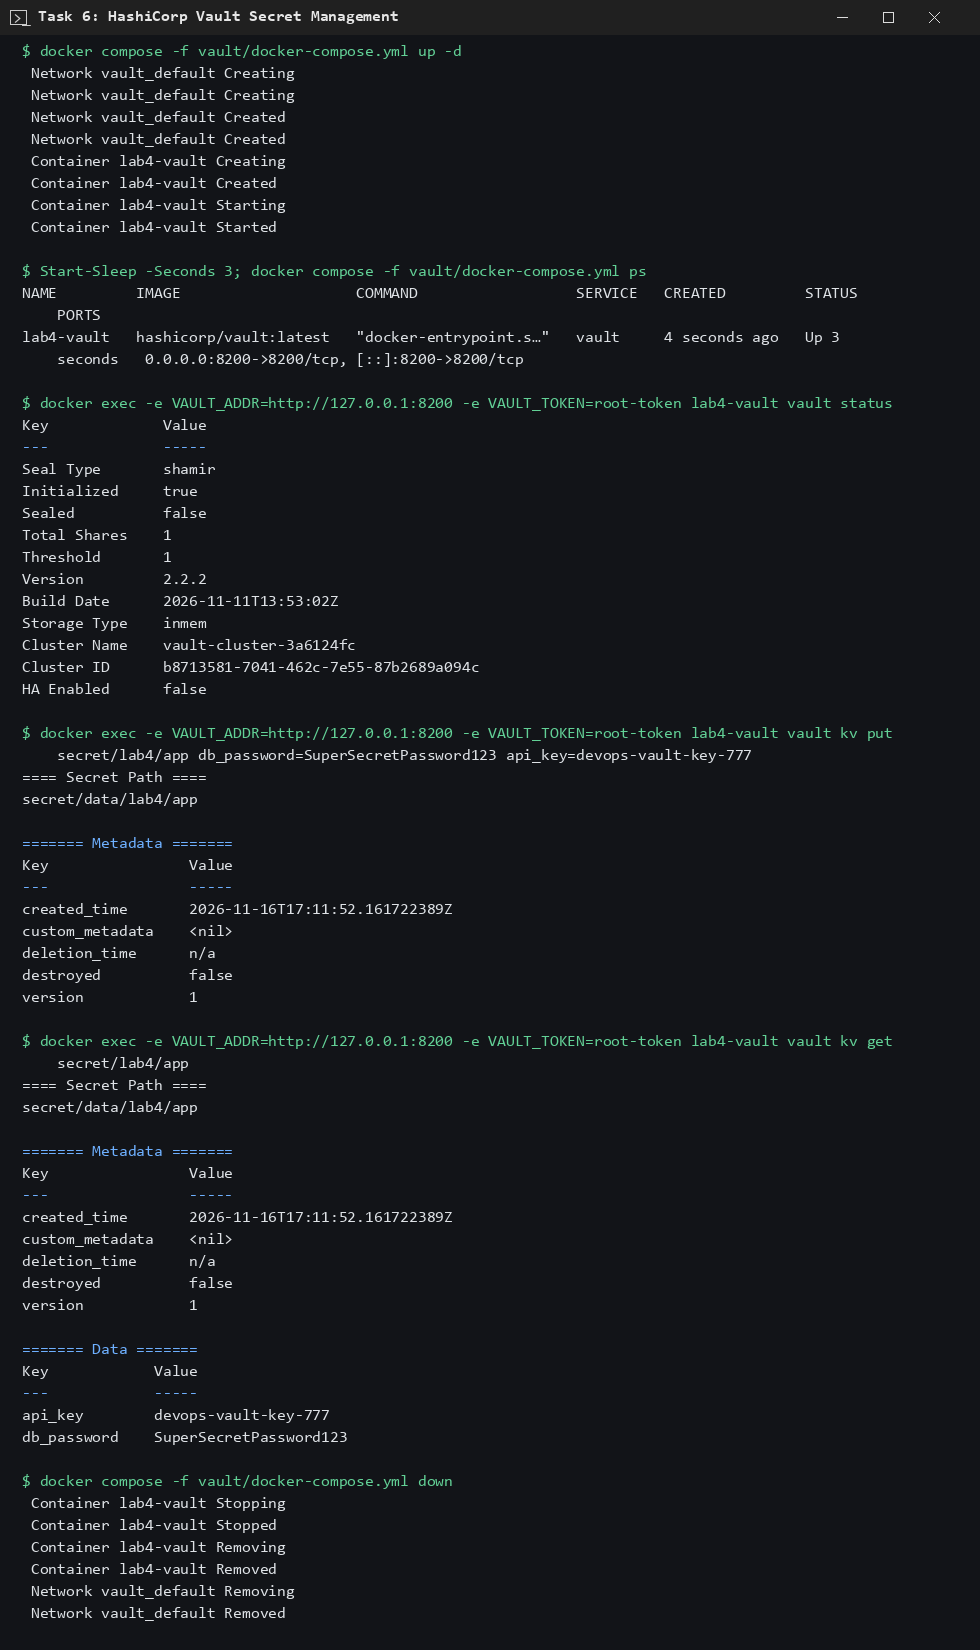 Task 6: HashiCorp Vault Secret Management
$ docker compose -f vault/docker-compose.yml up -d
Network vault_default Creating
Network vault_default Creating
Network vault_default Created
Network vault_default Created
Container lab4-vault Creating
Container lab4-vault Created
Container lab4-vault Starting
Container lab4-vault Started
$ Start-Sleep -Seconds 3; docker compose -f vault/docker-compose.yml ps
NAME         IMAGE                    COMMAND                  SERVICE   CREATED         STATUS
    PORTS
lab4-vault   hashicorp/vault:latest   "docker-entrypoint.s…"   vault     4 seconds ago   Up 3
    seconds   0.0.0.0:8200->8200/tcp, [::]:8200->8200/tcp
$ docker exec -e VAULT_ADDR=http://127.0.0.1:8200 -e VAULT_TOKEN=root-token lab4-vault vault status
Key             Value
---             -----
Seal Type       shamir
Initialized     true
Sealed          false
Total Shares    1
Threshold       1
Version         2.2.2
Build Date      2026-11-11T13:53:02Z
Storage Type    inmem
Cluster Name    vault-cluster-3a6124fc
Cluster ID      b8713581-7041-462c-7e55-87b2689a094c
HA Enabled      false
$ docker exec -e VAULT_ADDR=http://127.0.0.1:8200 -e VAULT_TOKEN=root-token lab4-vault vault kv put
    secret/lab4/app db_password=SuperSecretPassword123 api_key=devops-vault-key-777
==== Secret Path ====
secret/data/lab4/app
======= Metadata =======
Key                Value
---                -----
created_time       2026-11-16T17:11:52.161722389Z
custom_metadata    <nil>
deletion_time      n/a
destroyed          false
version            1
$ docker exec -e VAULT_ADDR=http://127.0.0.1:8200 -e VAULT_TOKEN=root-token lab4-vault vault kv get
    secret/lab4/app
==== Secret Path ====
secret/data/lab4/app
======= Metadata =======
Key                Value
---                -----
created_time       2026-11-16T17:11:52.161722389Z
custom_metadata    <nil>
deletion_time      n/a
destroyed          false
version            1
======= Data =======
Key            Value
---            -----
api_key        devops-vault-key-777
db_password    SuperSecretPassword123
$ docker compose -f vault/docker-compose.yml down
Container lab4-vault Stopping
Container lab4-vault Stopped
Container lab4-vault Removing
Container lab4-vault Removed
Network vault_default Removing
Network vault_default Removed